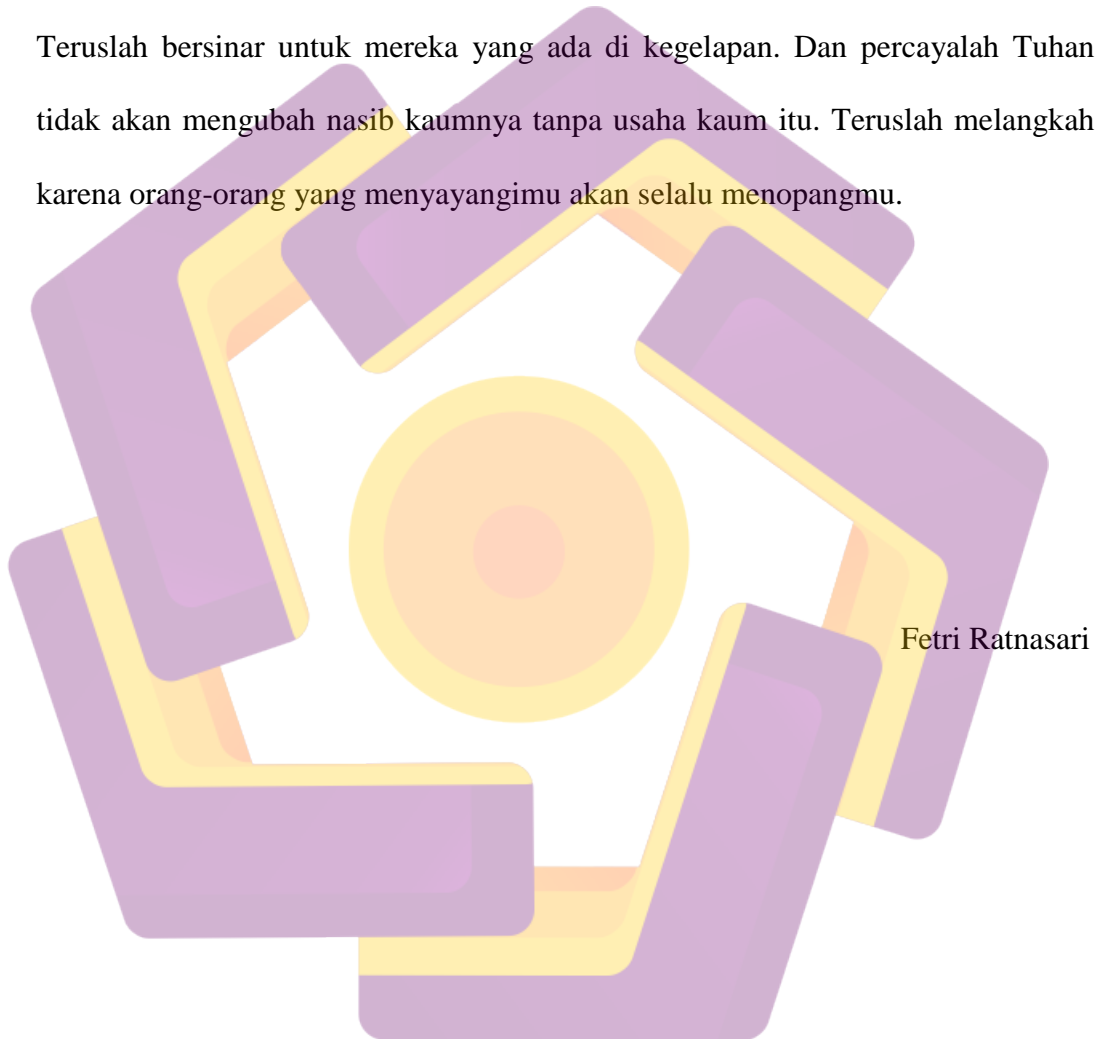 Teruslah bersinar untuk mereka yang ada di kegelapan. Dan percayalah Tuhan
tidak akan mengubah nasib kaumnya tanpa usaha kaum itu. Teruslah melangkah
karena orang-orang yang menyayangimu akan selalu menopangmu.
Fetri Ratnasari